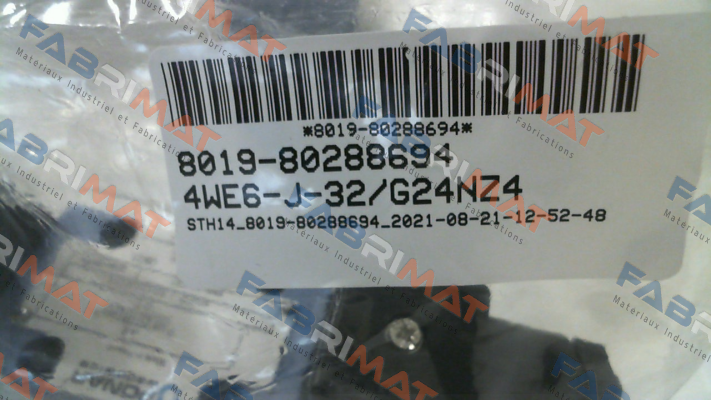 *8019-80288694*
8019-80288694
4WE6-J-32/G24NZ4
STH14_8019-80288694_2021-08-21-12-52-48
FABRIMAT
Materiaux Industriel et Fabrications